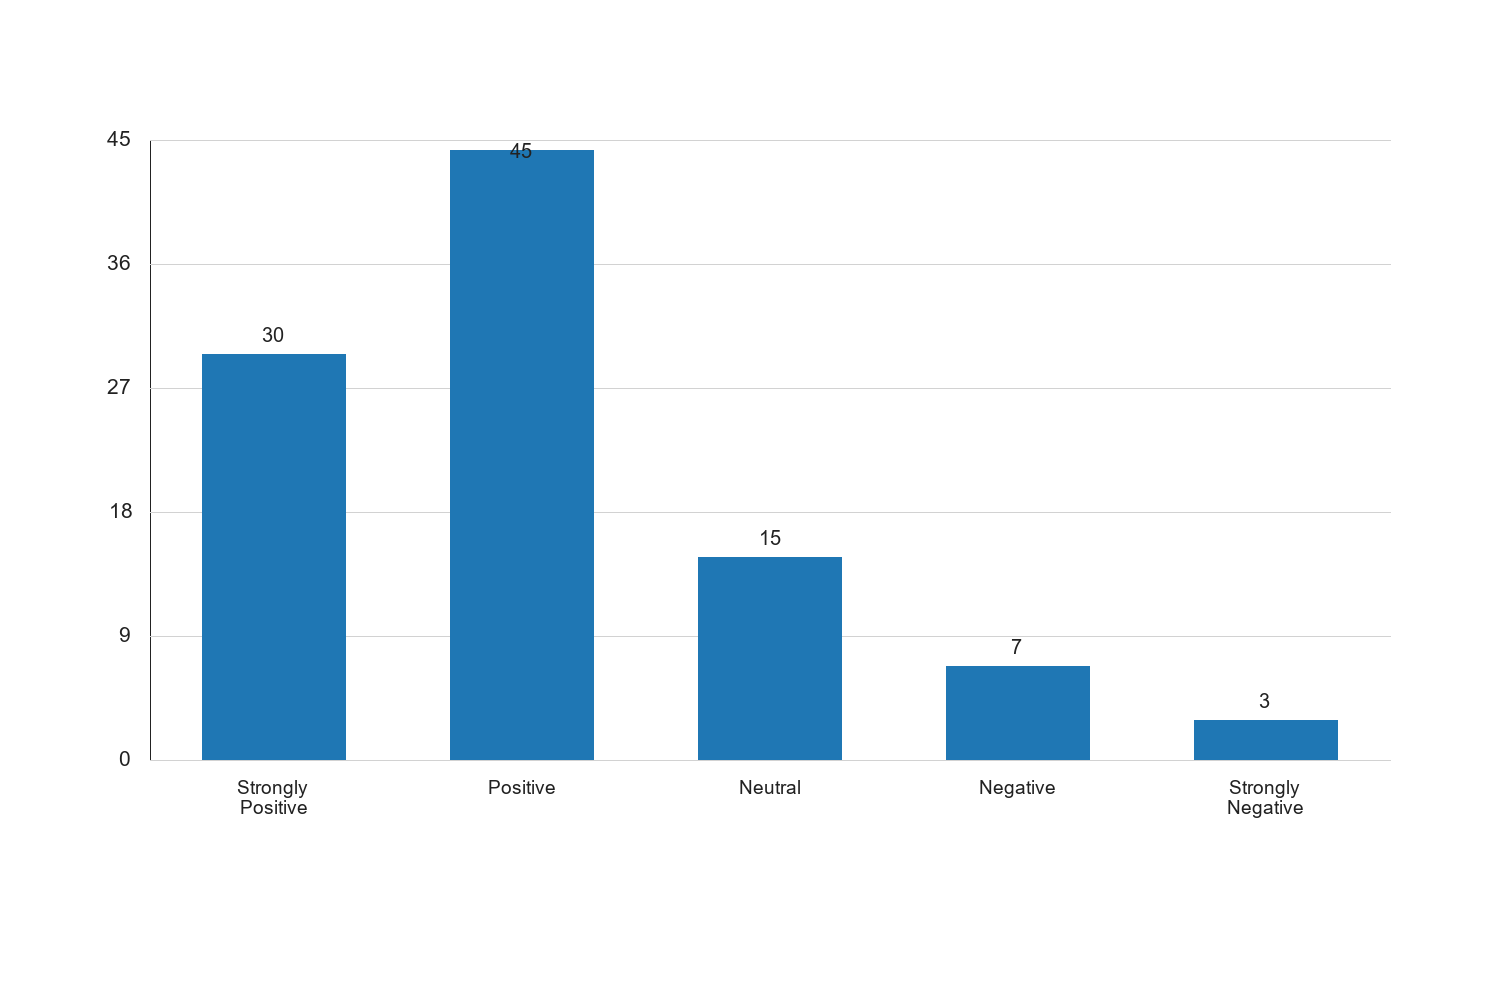 45
36
27
18
9
0
30
45
15
7
3
Strongly
Positive
Positive
Neutral
Negative
Strongly
Negative